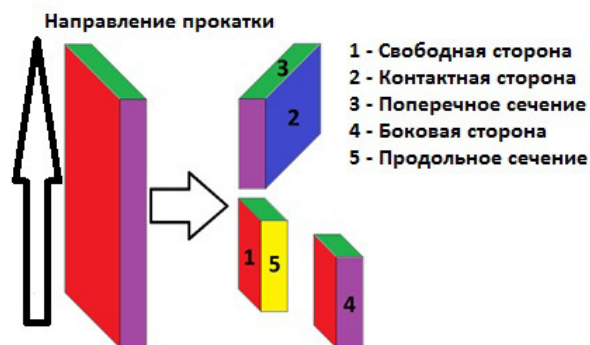 Направление прокатки
1 - Свободная сторона
2 - Контактная сторона
3 - Поперечное сечение
4 - Боковая сторона
5 - Продольное сечение
3
2
1
5
4